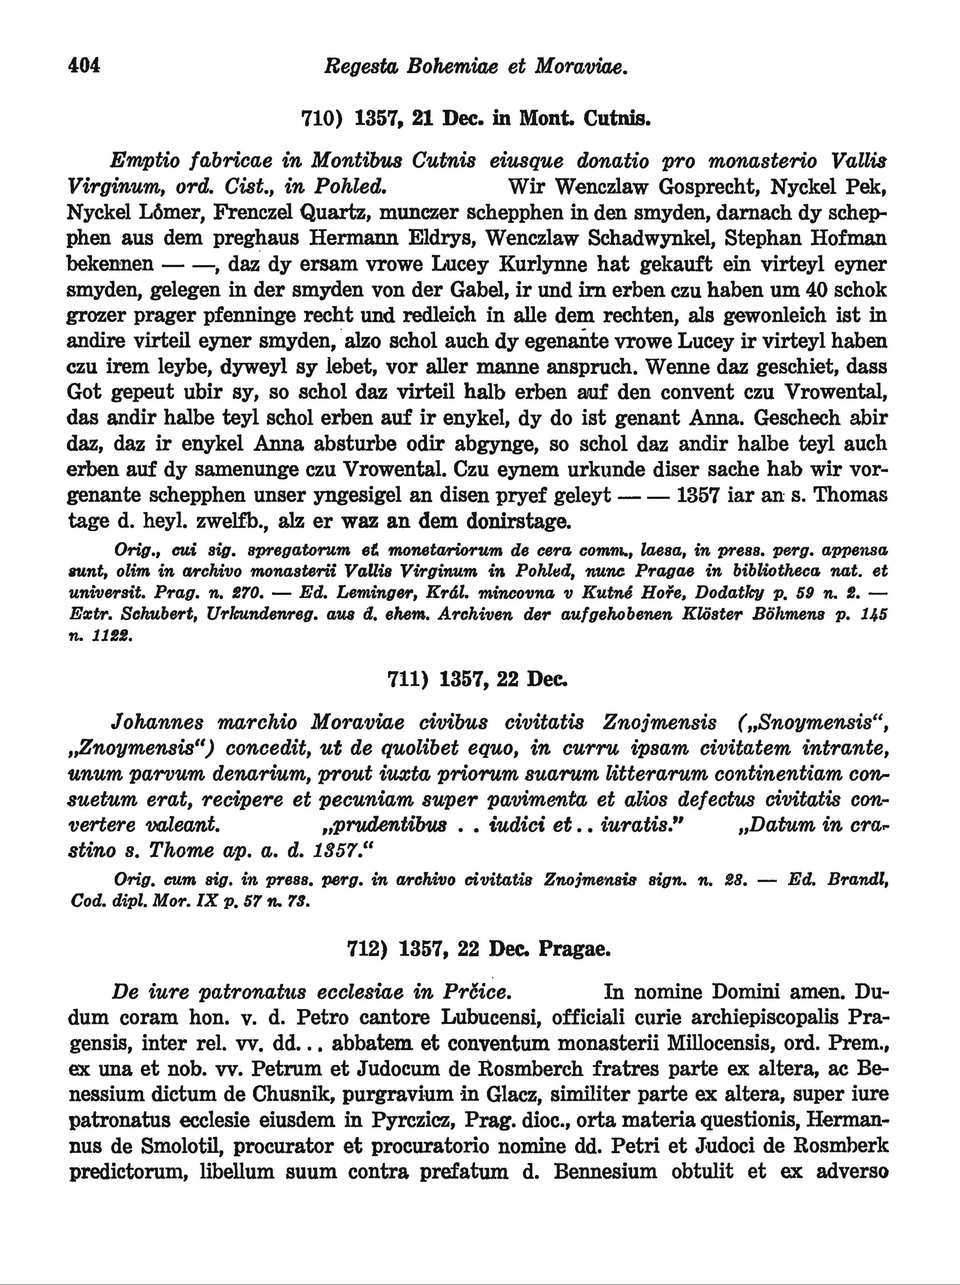 404 Regesta Bohemiae et Moraviae.
710) 1357, 21 Dec. in Mont. Cutnis.
Emptio fabricae in Montibus Cutnis eiusque donatio pro monasterio Vallis
Virginum, ord. Cist., in Pohled. Wir Wenczlaw Gosprecht, Nyckel Pek,
Nyckel Lômer, Frenczel Quartz, munczer schepphen in den smyden, darnach dy schep-
phen aus dem preghaus Hermann Eldrys, Wenczlaw Schadwynkel, Stephan Hofman
bekennen — —, daz dy ersam vrowe Lucey Kurlynne hat gekauft ein virteyl eyner
smyden, gelegen in der smyden von der Gabel, ir und irn erben czu haben um 40 schok
grozer prager pfenninge recht und redleich in alle dem rechten, als gewonleich ist in
andire virteil eyner smyden, alzo schol auch dy egenante vrowe Lucey ir virteyl haben
czu irem leybe, dyweyl sy lebet, vor aller manne anspruch. Wenne daz geschiet, dass
Got gepeut ubir sy, so schol daz virteil halb erben auf den convent czu Vrowental,
das andir halbe teyl schol erben auf ir enykel, dy do ist genant Anna. Geschech abir
daz, daz ir enykel Anna absturbe odir abgynge, so schol daz andir halbe teyl auch
erben auf dy samenunge czu Vrowental. Czu eynem urkunde diser sache hab wir vor-
genante schepphen unser yngesigel an disen pryef geleyt — — 1357 iar an s. Thomas
tage d. heyl. zwelfb., alz er waz an dem donirstage.
Orig., cui sig. spregatorum et monetariorum de cera comm., laesa, in press. perg. appensa
sunt, olim in archivo monasterii Vallis Virginum in Pohled, nunc Pragae in bibliotheca nat. et
universit. Prag. n. 270. — Ed. Leminger, Král. mincovna v Kutné Hoře, Dodatky p. 59 n. 2. —
Extr. Schubert, Urkundenreg. aus d. ehem. Archiven der aufgehobenen Klöster Böhmens p. 145
n. 1122.
711) 1357, 22 Dec.
Johannes marchio Moraviae civibus civitatis Znojmensis („Snoymensis“,
„Znoymensis“) concedit, ut de quolibet equo, in curru ipsam civitatem intrante,
unum parvum denarium, prout iuxta priorum suarum litterarum continentiam con-
suetum erat, recipere et pecuniam super pavimenta et alios defectus civitatis con-
vertere valeant. „prudentibus . . iudici et . . iuratis.” „Datum in cra-
stino s. Thome ap. a. d. 1357.“
Orig. cum sig. in press. perg. in archivo civitatis Znojmensis sign. n. 28. — Ed. Brandl,
Cod. dipl. Mor. IX p. 57 n. 73.
712) 1357, 22 Dec. Pragae.
De iure patronatus ecclesiae in Prčice. In nomine Domini amen. Du-
dum coram hon. v. d. Petro cantore Lubucensi, officiali curie archiepiscopalis Pra-
gensis, inter rel. vv. dd... abbatem et conventum monasterii Millocensis, ord. Prem.,
ex una et nob. vv. Petrum et Judocum de Rosmberch fratres parte ex altera, ac Be-
nessium dictum de Chusnik, purgravium in Glacz, similiter parte ex altera, super iure
patronatus ecclesie eiusdem in Pyrczicz, Prag. dioc., orta materia questionis, Herman-
nus de Smolotil, procurator et procuratorio nomine dd. Petri et Judoci de Rosmberk
predictorum, libellum suum contra prefatum d. Bennesium obtulit et ex adverso